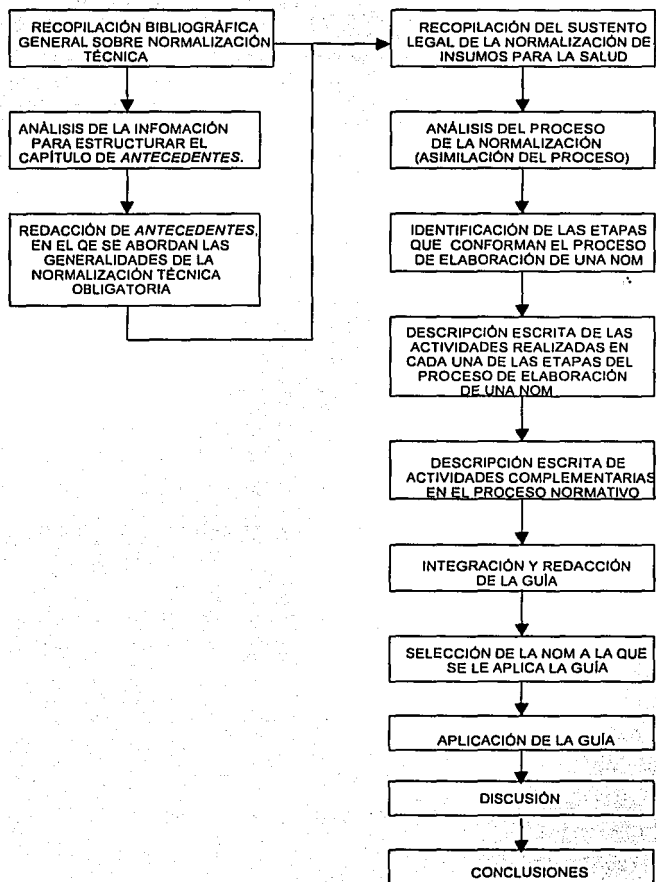 RECOPILACIÓN BIBLIOGRÁFICA
GENERAL SOBRE NORMALIZACIÓN
TÉCNICA
ANÀLISIS DE LA INFOMACIÓN
PARA ESTRUCTURAR EL
CAPÍTULO DE ANTECEDENTES.
REDACCIÓN DE ANTECEDENTES,
EN EL QE SE ABORDAN LAS
GENERALIDADES DE LA
NORMALIZACIÓN TÉCNICA
OBLIGATORIA
RECOPILACIÓN DEL SUSTENTO
LEGAL DE LA NORMALIZACIÓN DE
INSUMOS PARA LA SALUD
ANÁLISIS DEL PROCESO
DE LA NORMALIZACIÓN
(ASIMILACIÓN DEL PROCESO)
IDENTIFICACIÓN DE LAS ETAPAS
QUE CONFORMAN EL PROCESO
DE ELABORACIÓN DE UNA NOM
DESCRIPCIÓN ESCRITA DE LAS
ACTIVIDADES REALIZADAS EN
CADA UNA DE LAS ETAPAS DEL
PROCESO DE ELABORACIÓN
DE UNA NOM
DESCRIPCIÓN ESCRITA DE
ACTIVIDADES COMPLEMENTARIAS
EN EL PROCESO NORMATIVO
INTEGRACIÓN Y REDACCIÓN
DE LA GUÍA
SELECCIÓN DE LA NOM A LA QUE
SE LE APLICA LA GUÍA
APLICACIÓN DE LA GUÍA
DISCUSIÓN
CONCLUSIONES